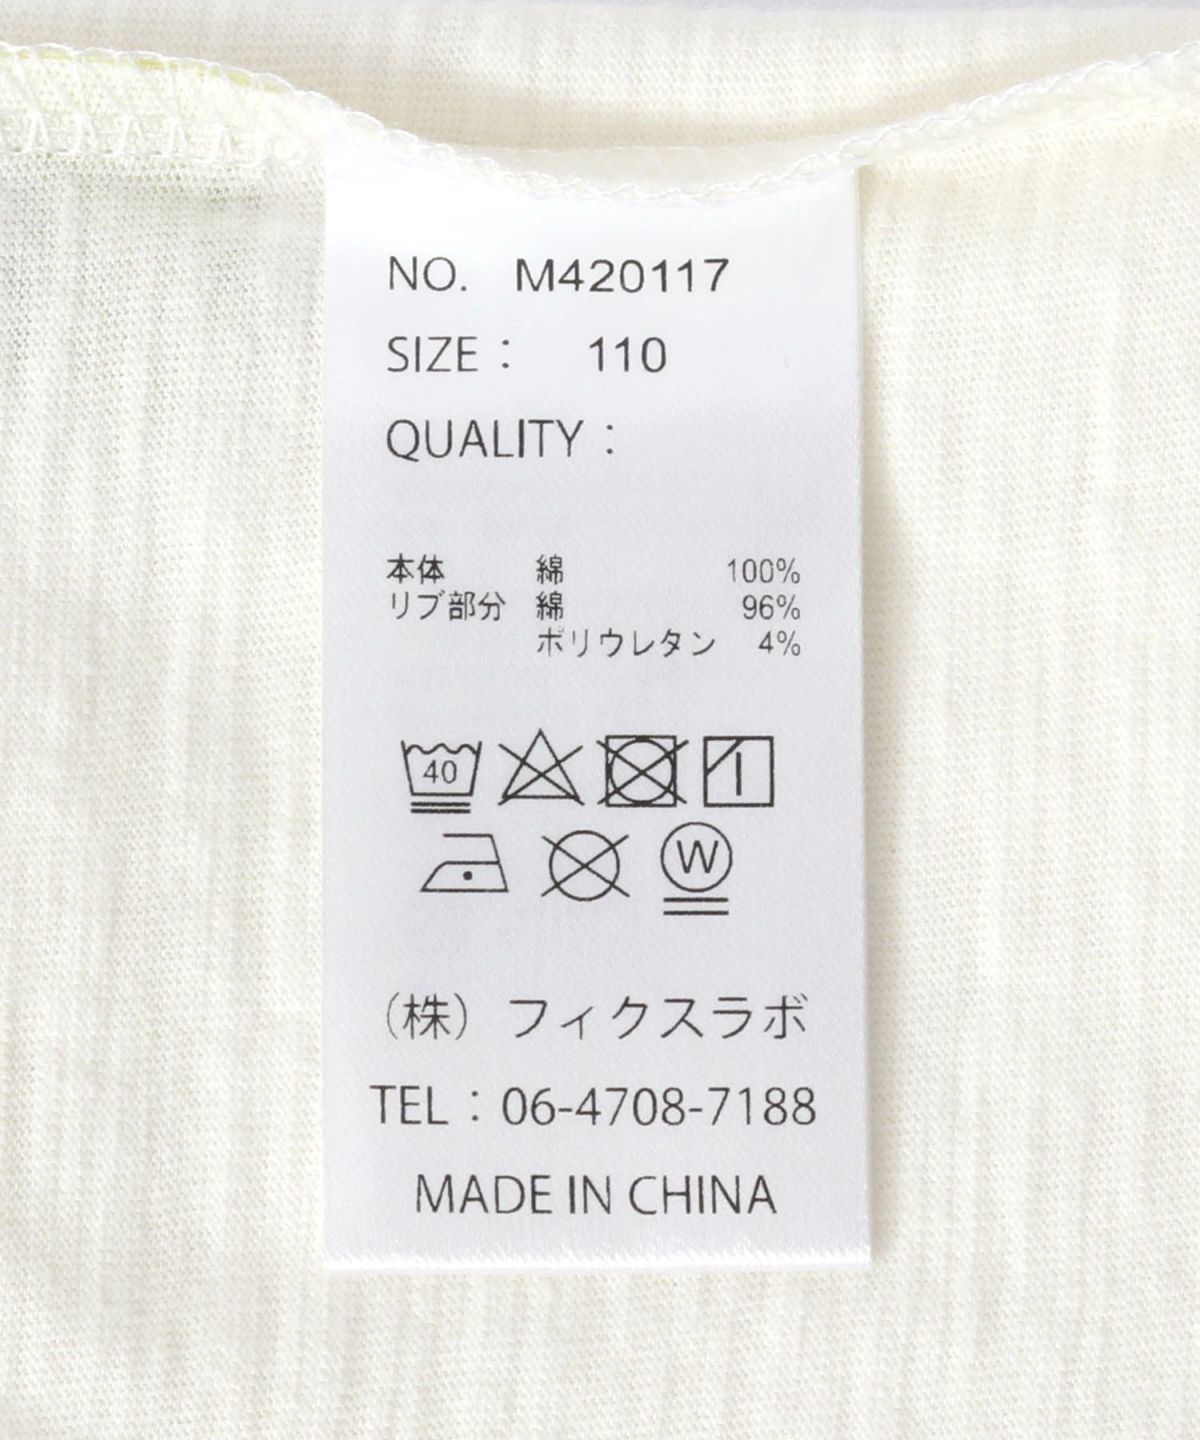 NO. M420117
SIZE： 110
QUALITY：
本体 綿 100%
リブ部分 綿 96%
ポリウレタン 4%
40
W
(株) フィクスラボ
TEL：06-4708-7188
MADE IN CHINA